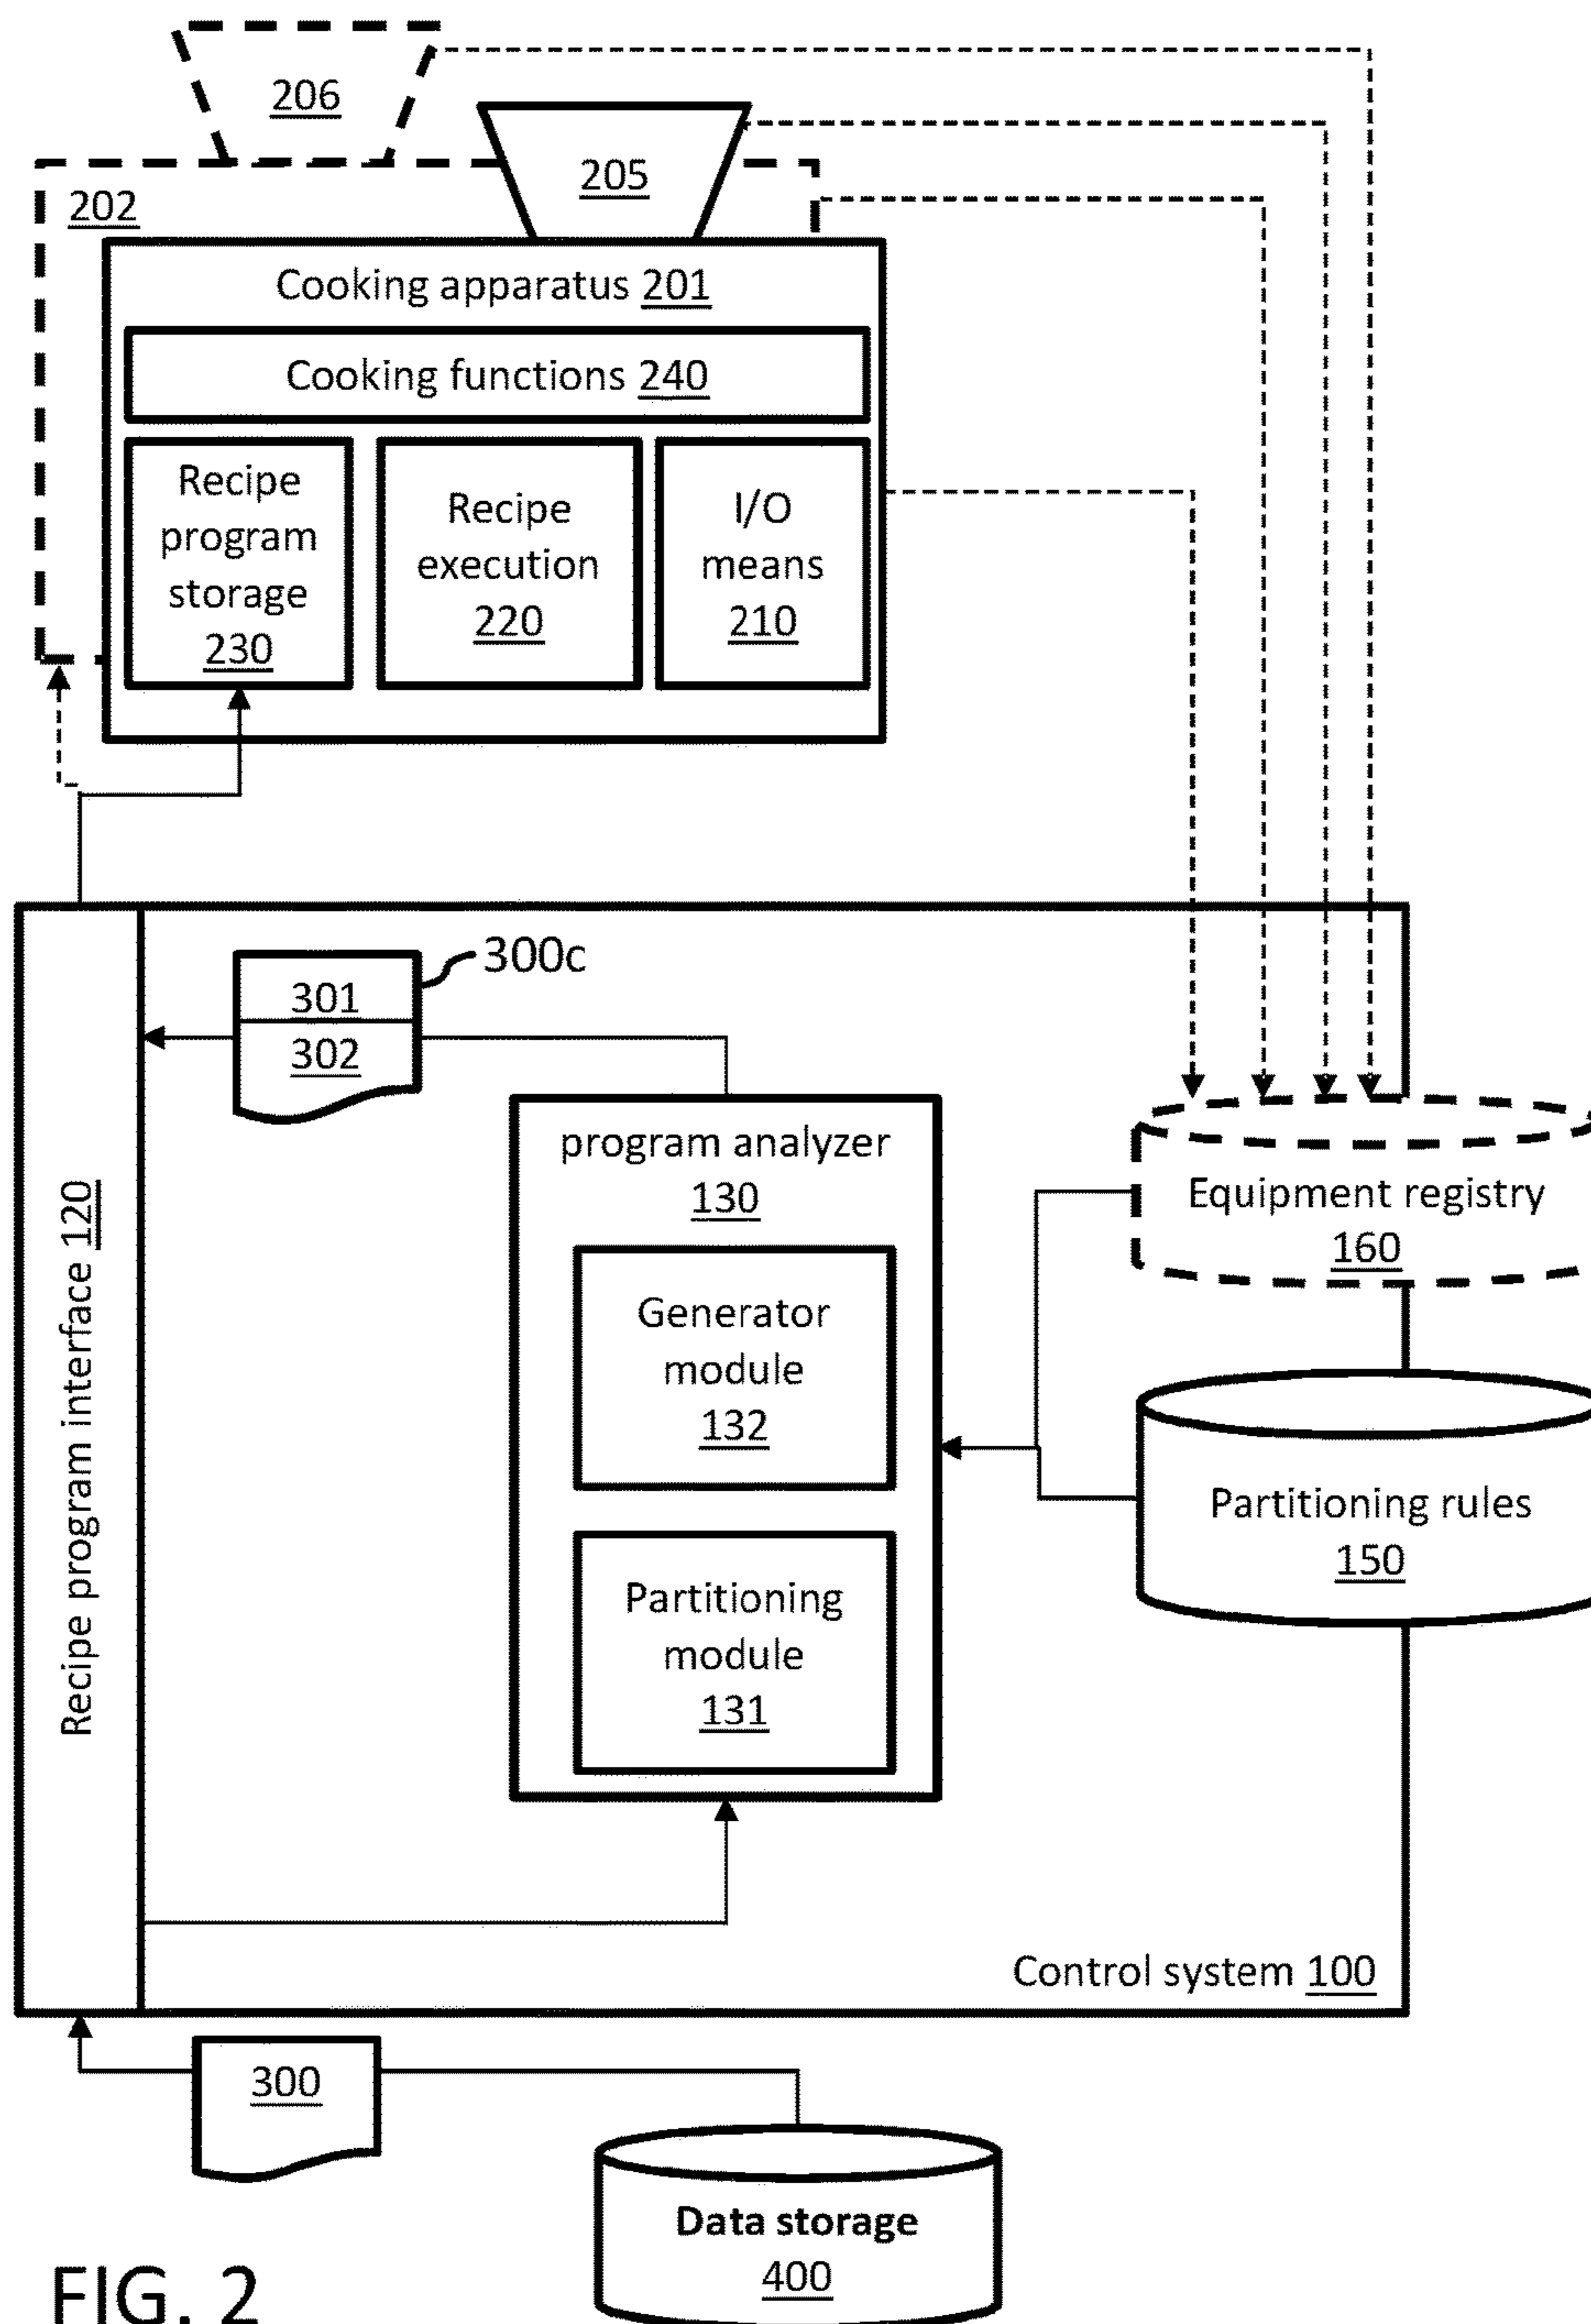 206
205
202
Cooking apparatus 201
Cooking functions 240
Recipe
program
storage
230
Recipe
execution
220
I/O
means
210
300c
301
302
Recipe program interface 120
program analyzer
130
Generator
module
132
Partitioning
module
131
Equipment registry
160
Partitioning rules
150
Control system 100
300
Data storage
400
FIG. 2